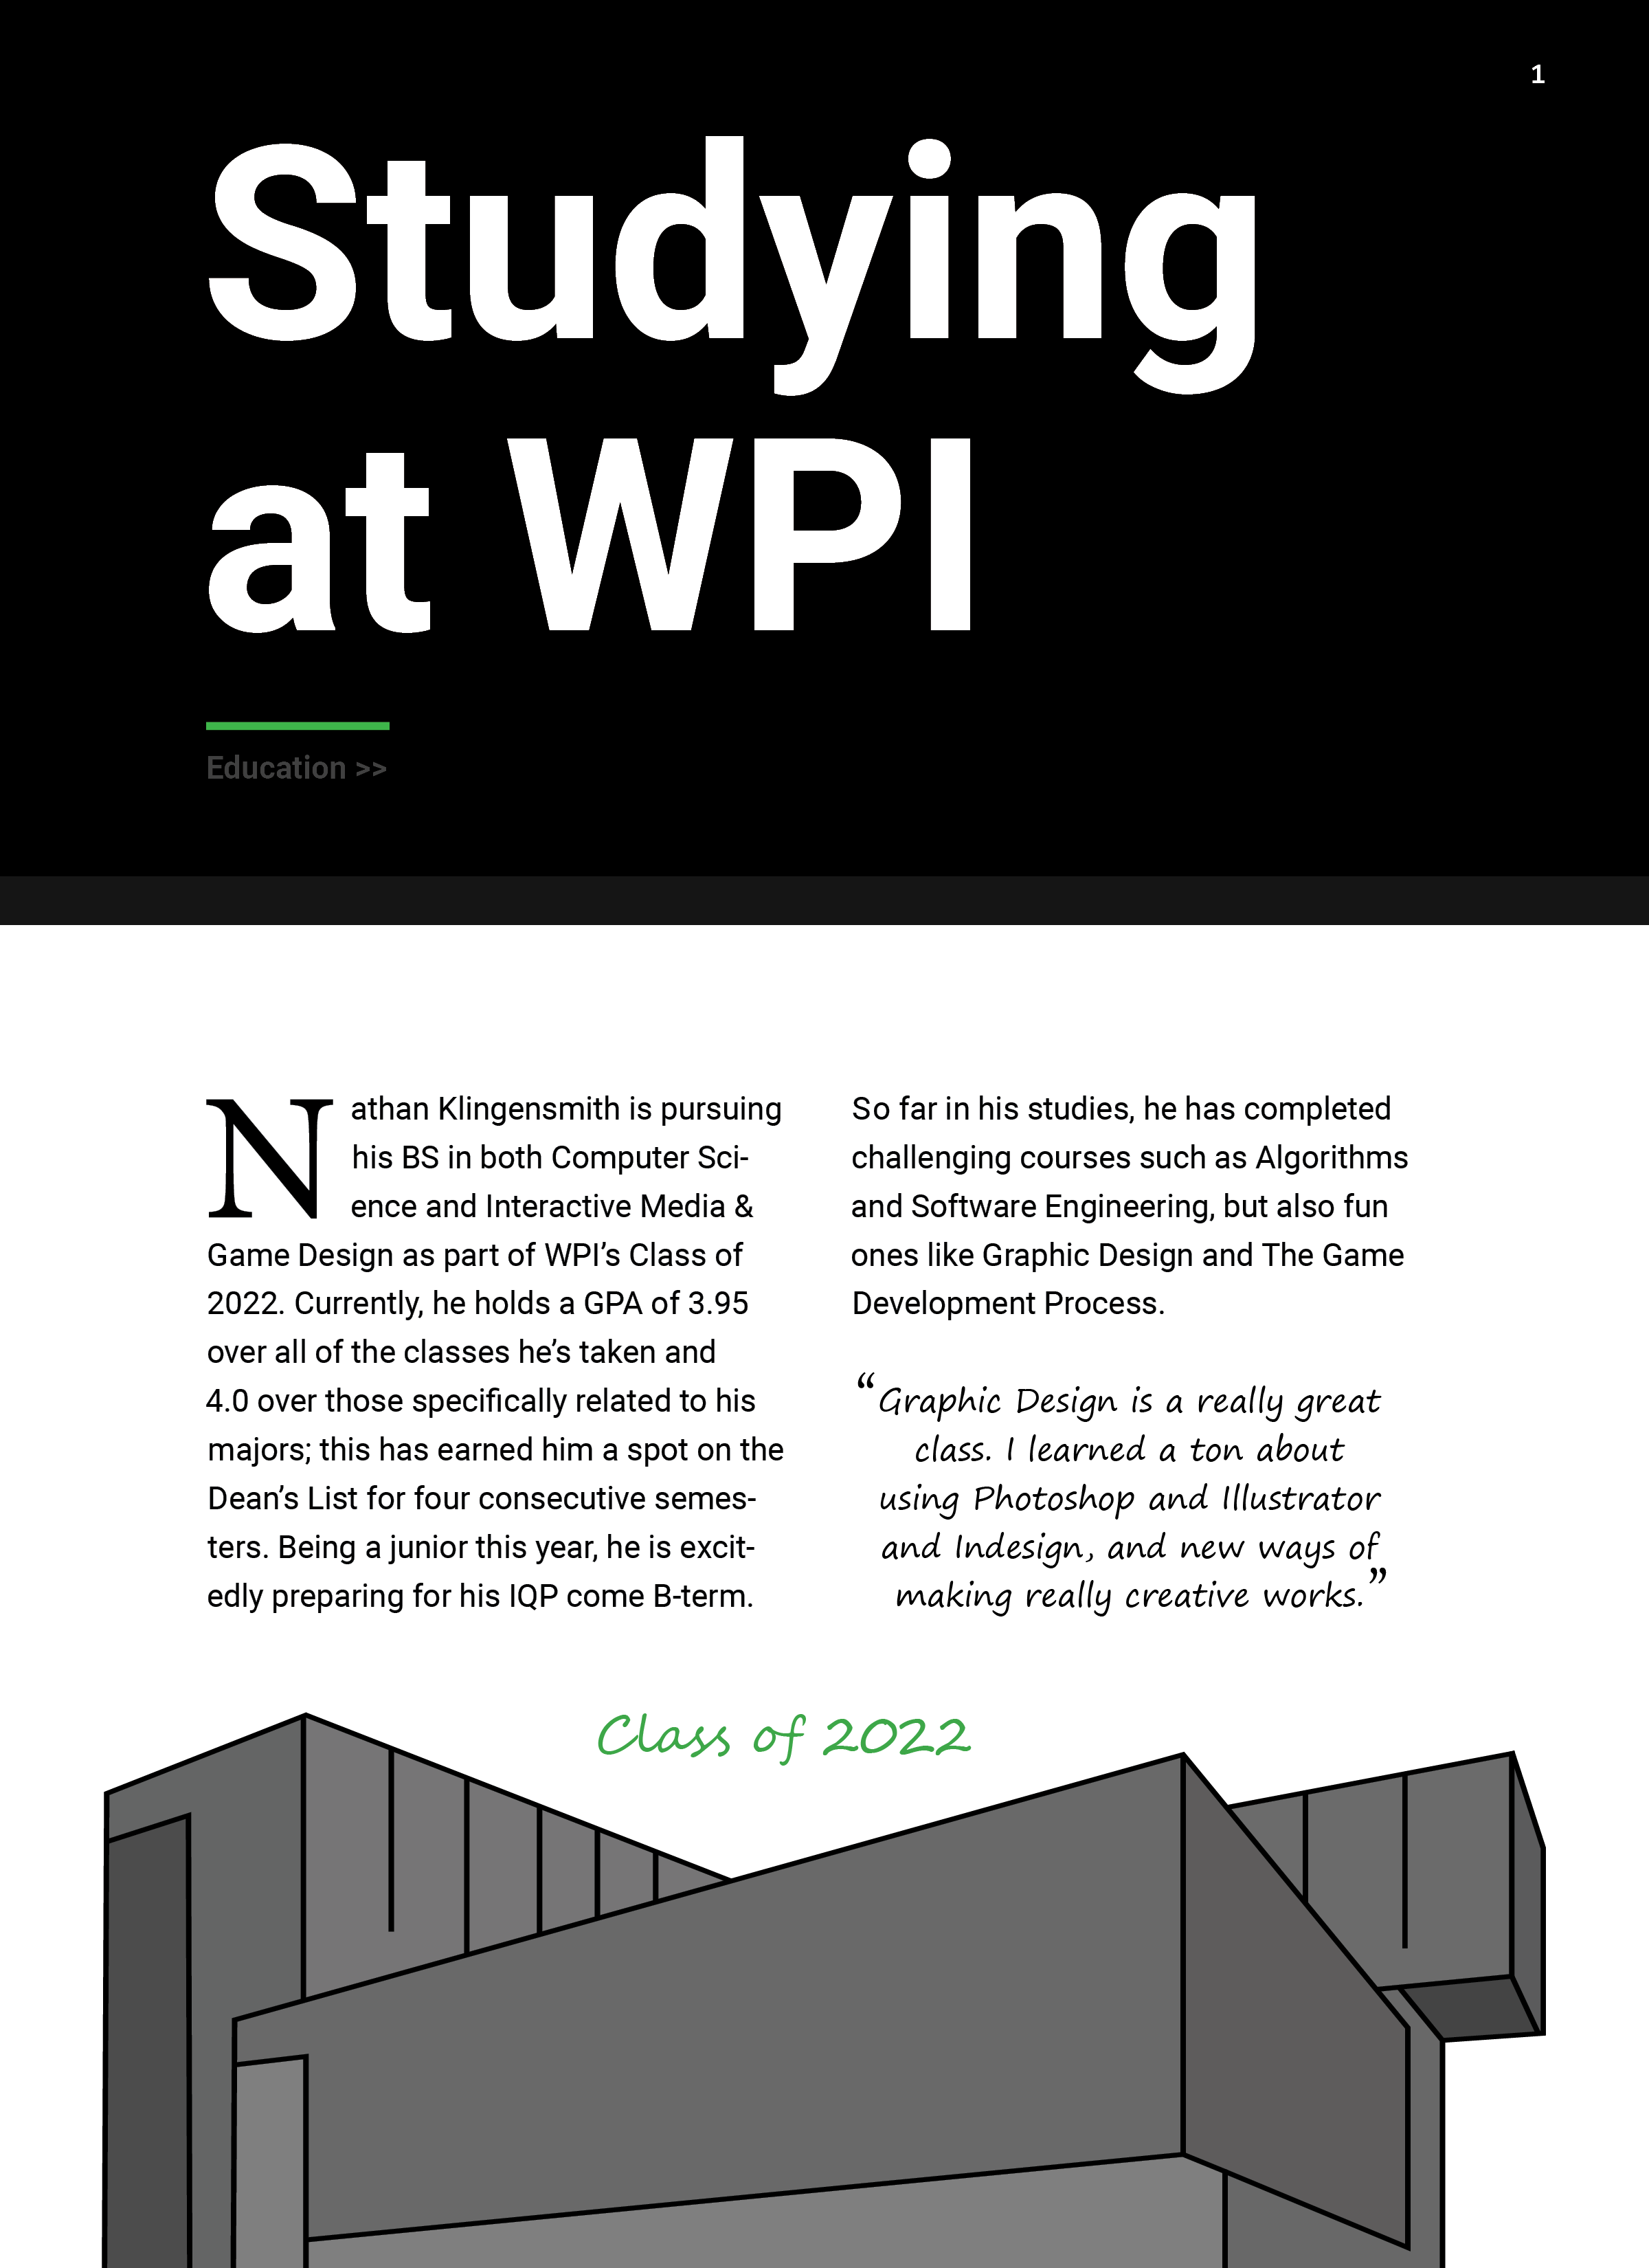 1
Studying
at WPI
Education >>
Nathan Klingensmith is pursuing
his BS in both Computer Sci-
ence and Interactive Media &
Game Design as part of WPI’s Class of
2022. Currently, he holds a GPA of 3.95
over all of the classes he’s taken and
4.0 over those specifically related to his
majors; this has earned him a spot on the
Dean’s List for four consecutive semes-
ters. Being a junior this year, he is excit-
edly preparing for his IQP come B-term.
So far in his studies, he has completed
challenging courses such as Algorithms
and Software Engineering, but also fun
ones like Graphic Design and The Game
Development Process.
“Graphic Design is a really great
class. I learned a ton about
using Photoshop and Illustrator
and Indesign, and new ways of
making really creative works.”
Class of 2022